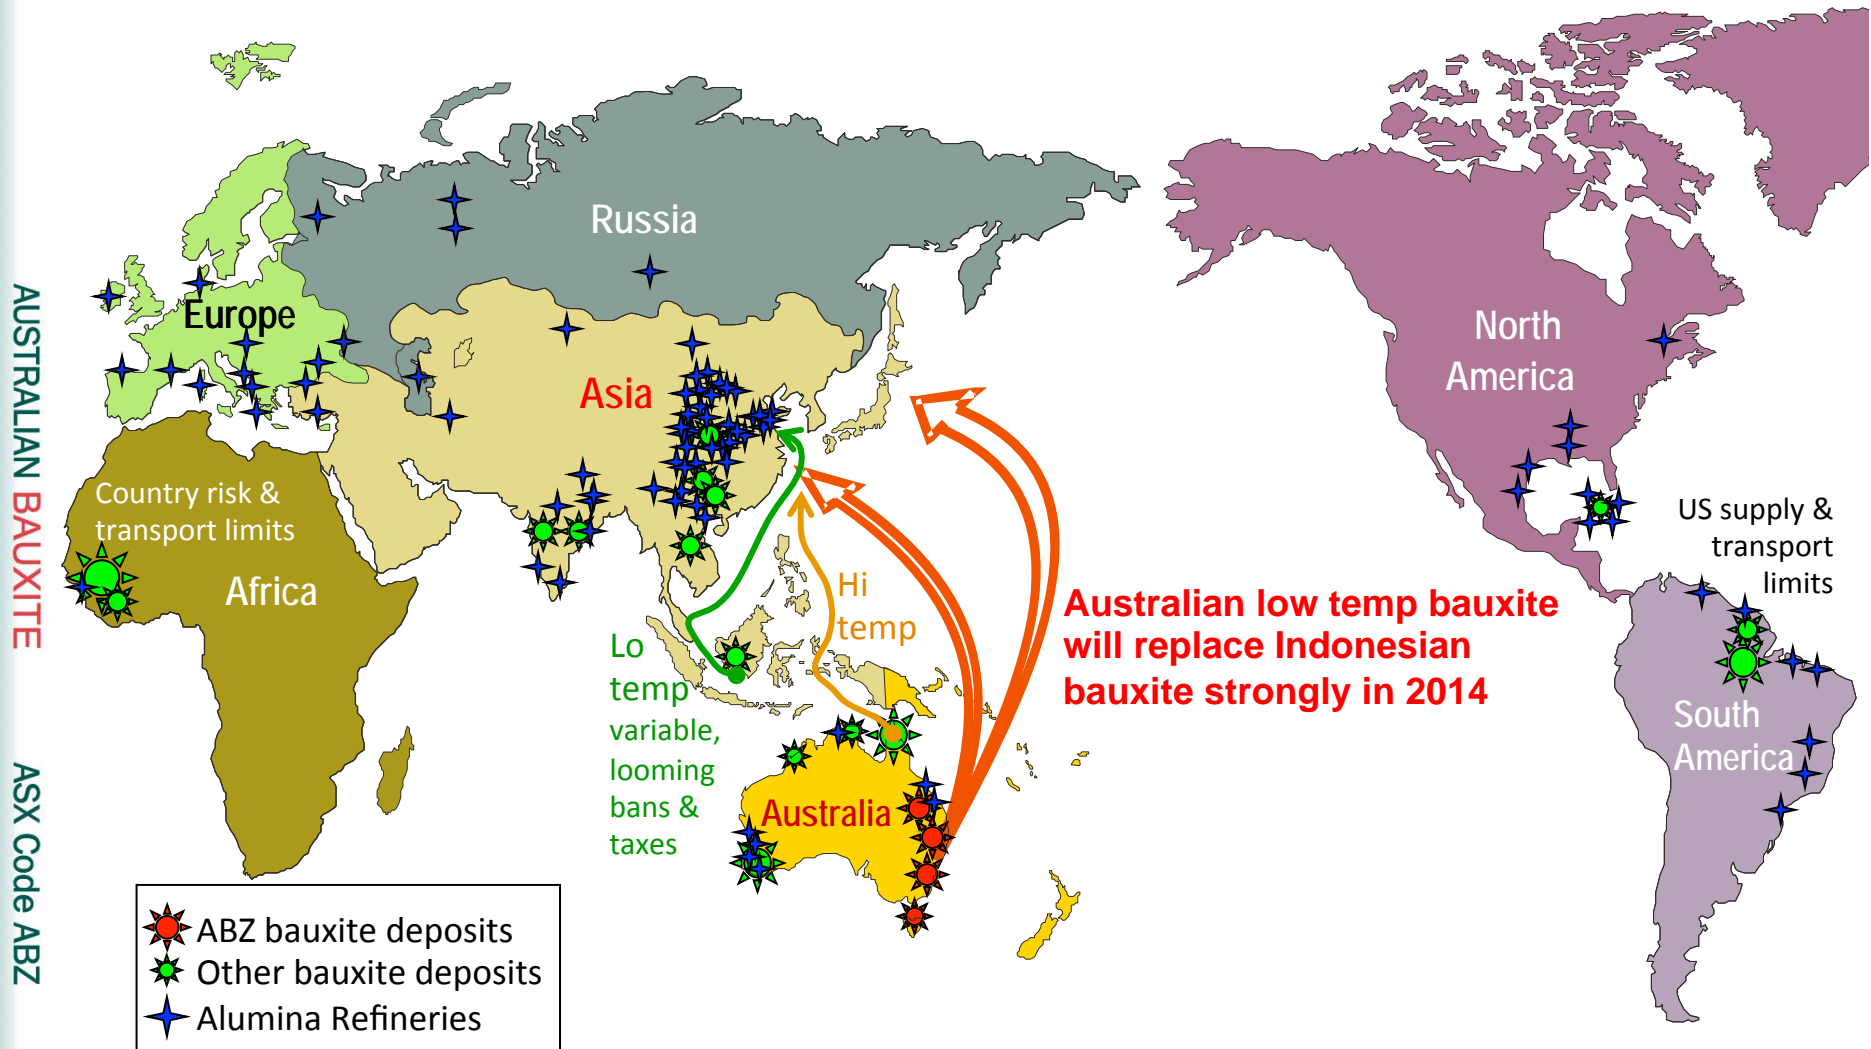 AUSTRALIAN BAUXITE
ASX Code ABZ
Russia
Europe
Asia
North
America
Country risk &
transport limits
Africa
US supply &
transport
limits
Hi
temp
Lo
temp
variable,
looming
bans &
taxes
Australian low temp bauxite
will replace Indonesian
bauxite strongly in 2014
South
America
Australia
ABZ bauxite deposits
Other bauxite deposits
Alumina Refineries